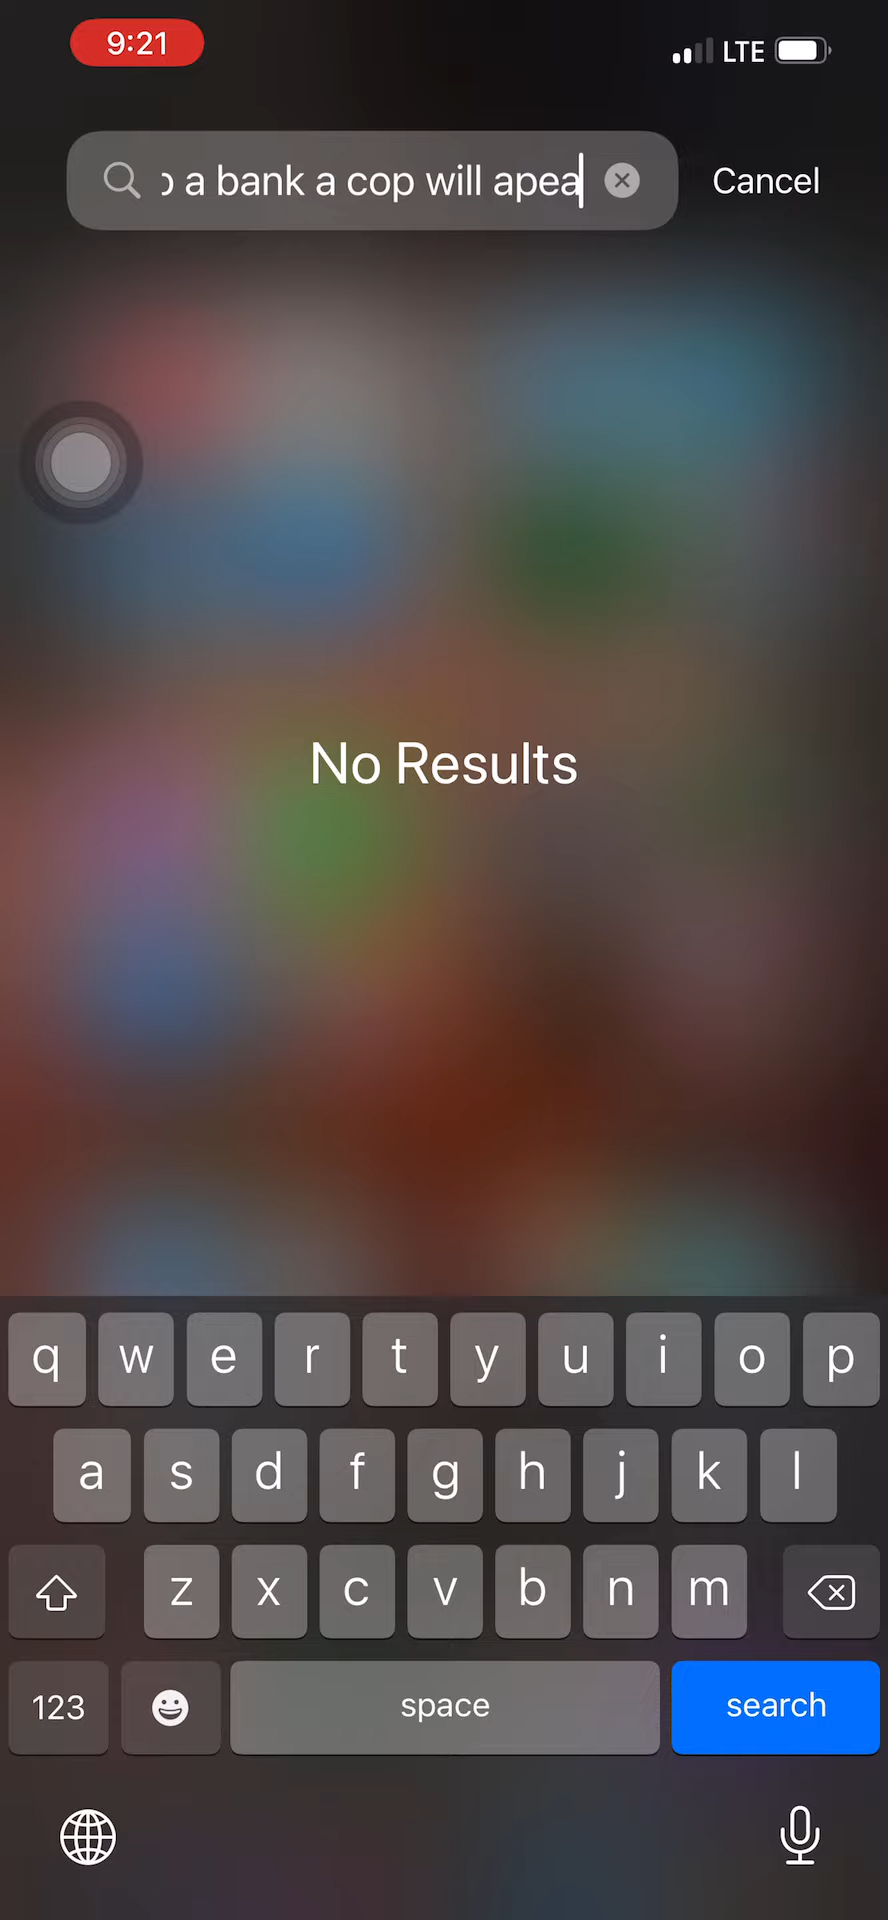 9:21
LTE
a bank a cop will apea
Cancel
No Results
q w e r t y u i o p
a s d f g h j k l
z x c v b n m
123
space
search